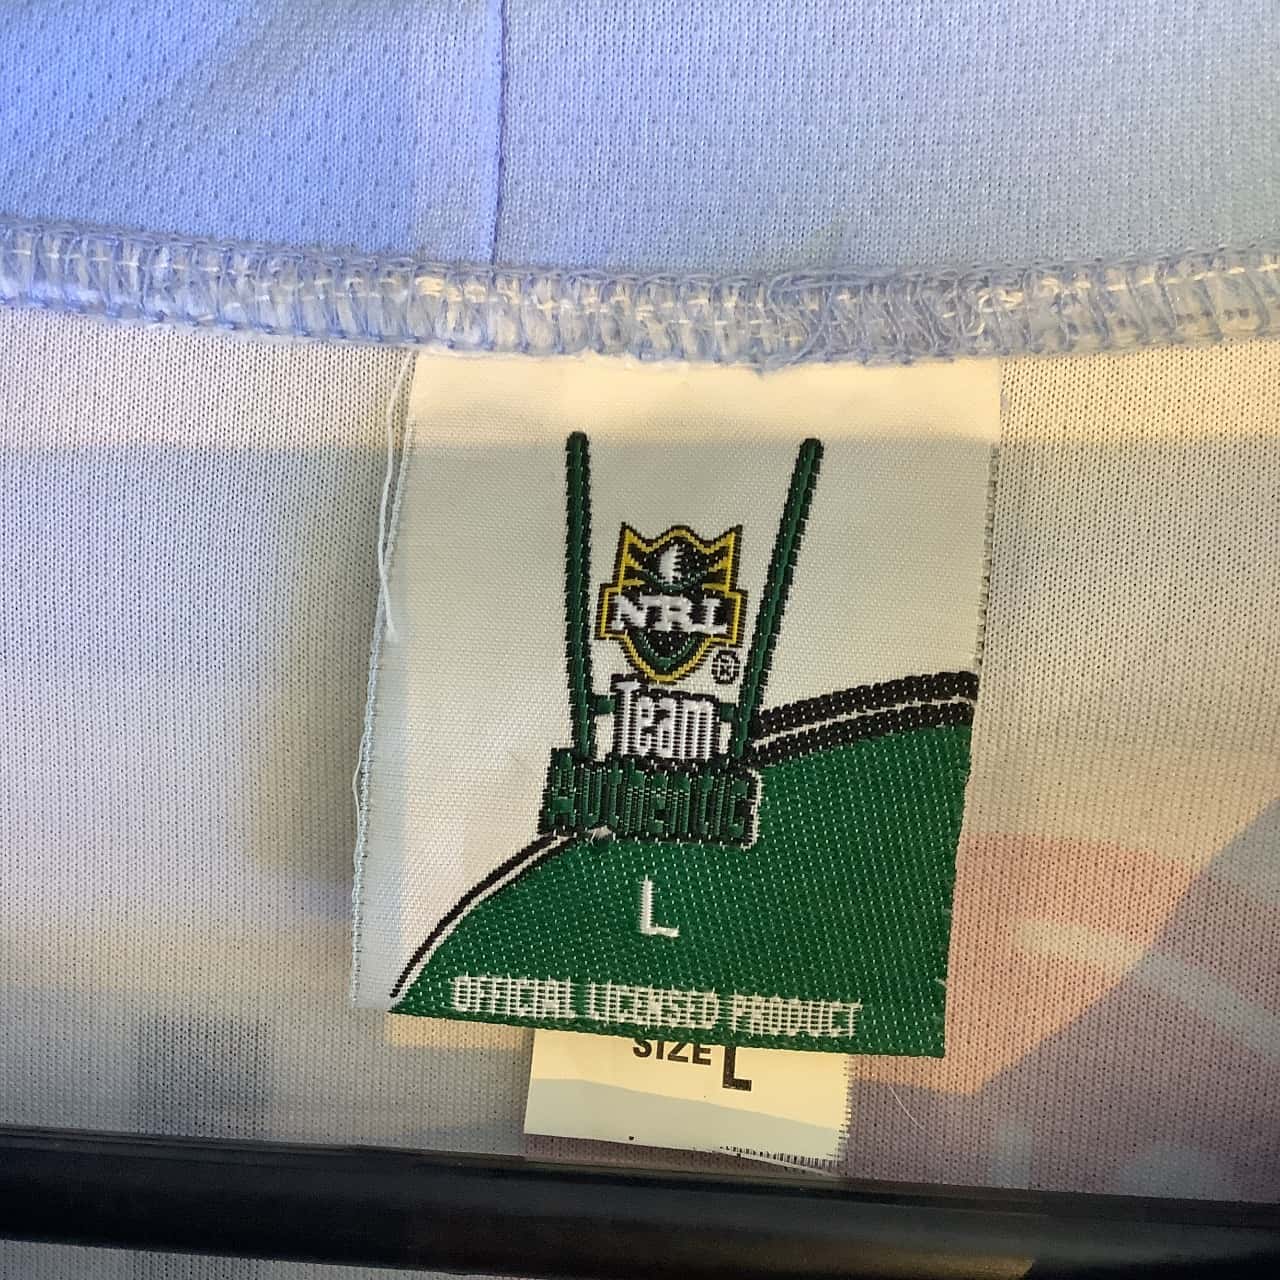 NRL
®
Team
AUTHENTIC
L
OFFICIAL LICENSED PRODUCT
SIZE L